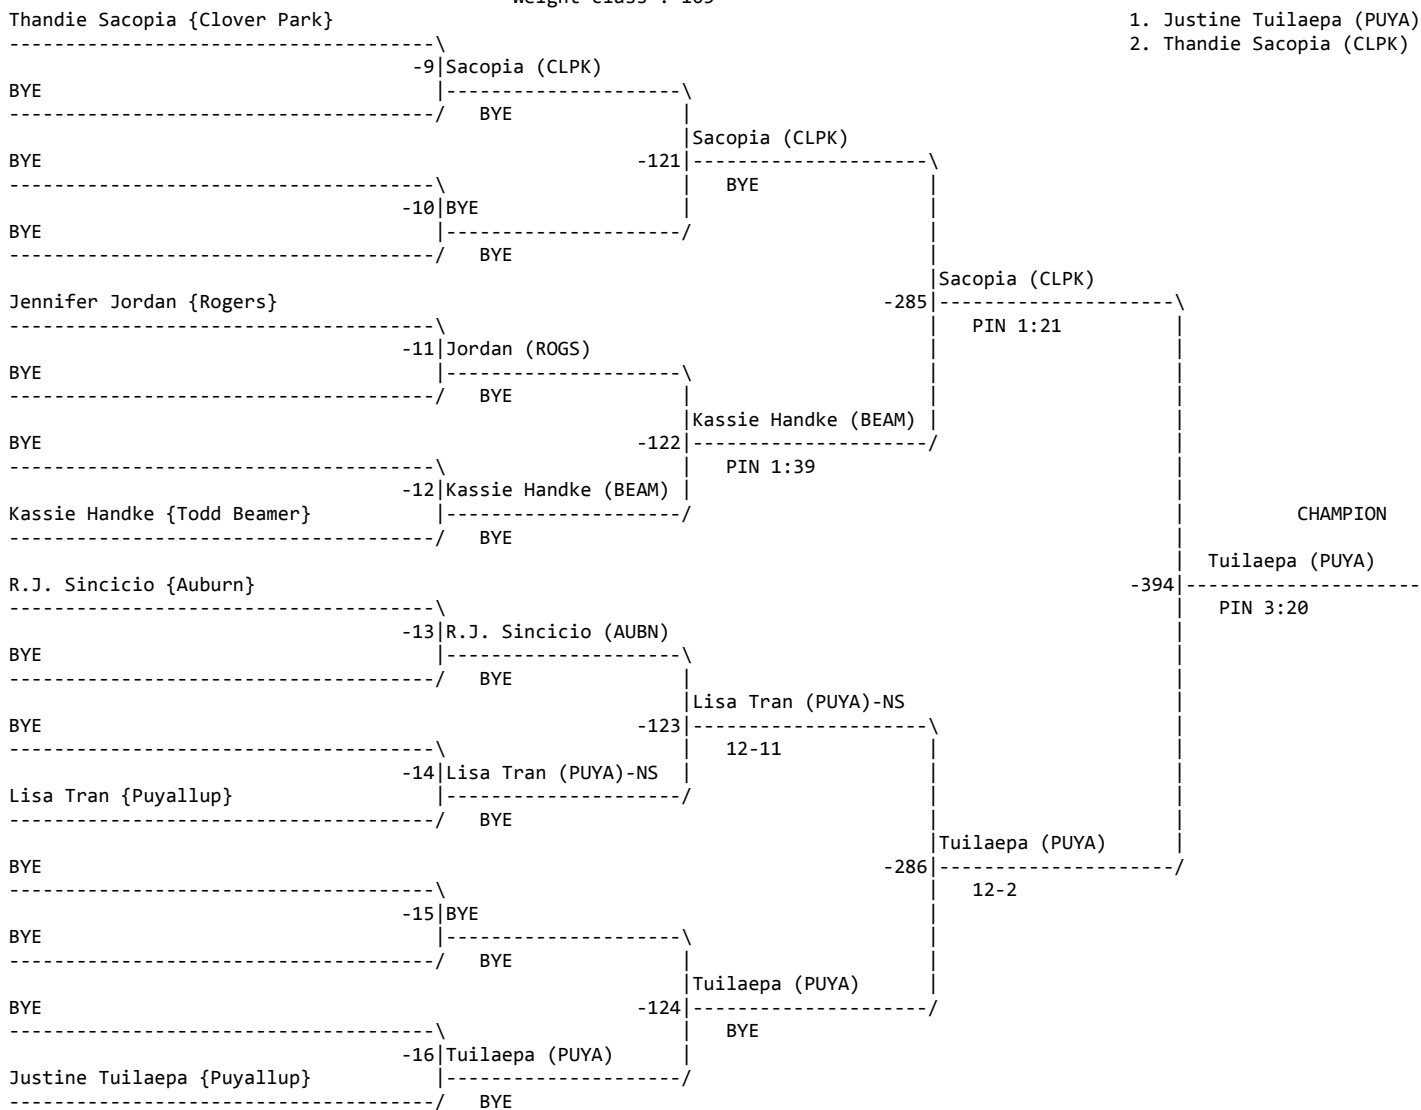 Weight Class : 105
Thandie Sacopia {Clover Park}
1. Justine Tuilaepa (PUYA)
2. Thandie Sacopia (CLPK)
-9|Sacopia (CLPK)
BYE
BYE
Sacopia (CLPK)
BYE
-121
BYE
-10|BYE
BYE
BYE
Sacopia (CLPK)
Jennifer Jordan {Rogers}
-285
PIN 1:21
-11|Jordan (ROGS)
BYE
BYE
Kassie Handke (BEAM)
BYE
-122
PIN 1:39
-12|Kassie Handke (BEAM)
Kassie Handke {Todd Beamer}
CHAMPION
BYE
Tuilaepa (PUYA)
R.J. Sincicio {Auburn}
-394
PIN 3:20
-13|R.J. Sincicio (AUBN)
BYE
BYE
Lisa Tran (PUYA)-NS
BYE
-123
12-11
-14|Lisa Tran (PUYA)-NS
Lisa Tran {Puyallup}
BYE
Tuilaepa (PUYA)
BYE
-286
12-2
-15|BYE
BYE
BYE
Tuilaepa (PUYA)
BYE
-124
BYE
-16|Tuilaepa (PUYA)
Justine Tuilaepa {Puyallup}
BYE